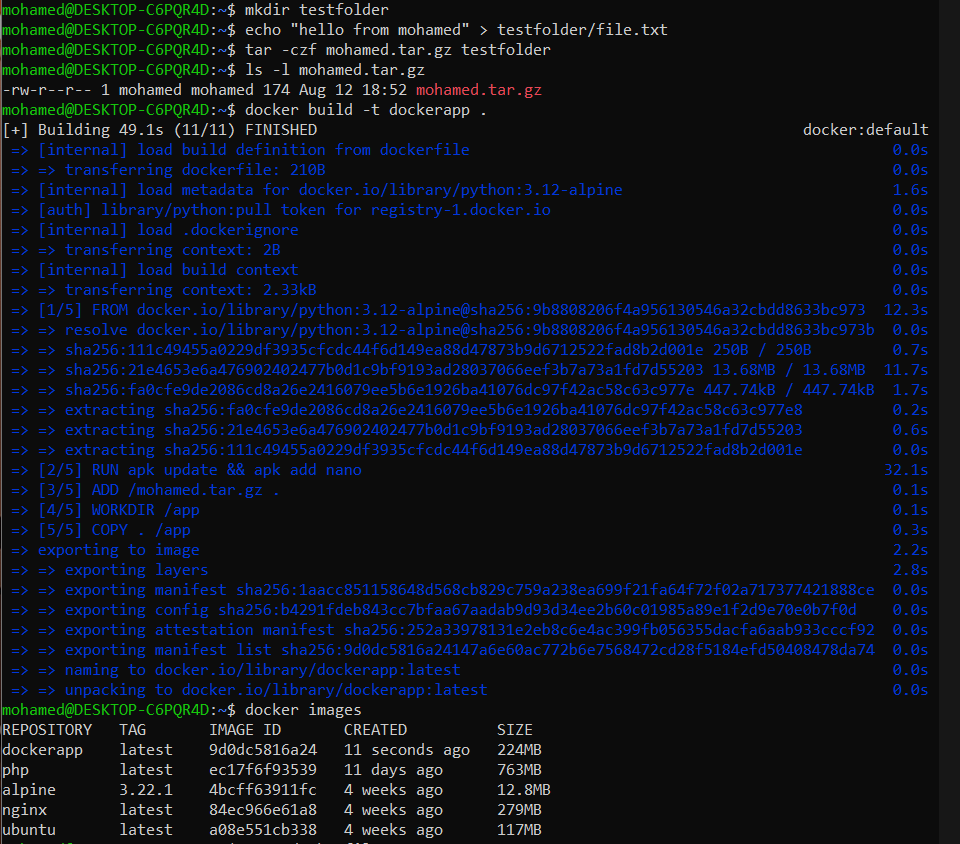 mohamed@DESKTOP-C6PQR4D:~$ mkdir testfolder
mohamed@DESKTOP-C6PQR4D:~$ echo "hello from mohamed" > testfolder/file.txt
mohamed@DESKTOP-C6PQR4D:~$ tar -czf mohamed.tar.gz testfolder
mohamed@DESKTOP-C6PQR4D:~$ ls -l mohamed.tar.gz
-rw-r--r-- 1 mohamed mohamed 174 Aug 12 18:52 mohamed.tar.gz
mohamed@DESKTOP-C6PQR4D:~$ docker build -t dockerapp .
[+] Building 49.1s (11/11) FINISHED docker:default
=> [internal] load build definition from dockerfile 0.0s
=> => transferring dockerfile: 210B 0.0s
=> [internal] load metadata for docker.io/library/python:3.12-alpine 1.6s
=> [auth] library/python:pull token for registry-1.docker.io 0.0s
=> [internal] load .dockerignore 0.0s
=> => transferring context: 2B 0.0s
=> [internal] load build context 0.0s
=> => transferring context: 2.33kB 0.0s
=> [1/5] FROM docker.io/library/python:3.12-alpine@sha256:9b8808206f4a956130546a32cbdd8633bc973 12.3s
=> => resolve docker.io/library/python:3.12-alpine@sha256:9b8808206f4a956130546a32cbdd8633bc973b 0.0s
=> => sha256:111c49455a0229df3935cfcdc44f6d149ea88d47873b9d6712522fad8b2d001e 250B / 250B 0.7s
=> => sha256:21e4653e6a476902402477b0d1c9bf9193ad28037066eef3b7a73a1fd7d55203 13.68MB / 13.68MB 11.7s
=> => sha256:fa0cfe9de2086cd8a26e2416079ee5b6e1926ba41076dc97f42ac58c63c977e 447.74kB / 447.74kB 1.7s
=> => extracting sha256:fa0cfe9de2086cd8a26e2416079ee5b6e1926ba41076dc97f42ac58c63c977e8 0.2s
=> => extracting sha256:21e4653e6a476902402477b0d1c9bf9193ad28037066eef3b7a73a1fd7d55203 0.6s
=> => extracting sha256:111c49455a0229df3935cfcdc44f6d149ea88d47873b9d6712522fad8b2d001e 0.0s
=> [2/5] RUN apk update && apk add nano 32.1s
=> [3/5] ADD /mohamed.tar.gz . 0.1s
=> [4/5] WORKDIR /app 0.1s
=> [5/5] COPY . /app 0.3s
=> exporting to image 2.2s
=> => exporting layers 2.8s
=> => exporting manifest sha256:1aacc851158648d568cb829c759a238ea699f21fa64f72f02a717377421888ce 0.0s
=> => exporting config sha256:b4291fdeb843cc7bfaa67aadab9d93d34ee2b60c01985a89e1f2d9e70e0b7f0d 0.0s
=> => exporting attestation manifest sha256:252a33978131e2eb8c6e4ac399fb056355dacfa6aab933cccf92 0.0s
=> => exporting manifest list sha256:9d0dc5816a24147a6e60ac772b6e7568472cd28f5184efd50408478da74 0.0s
=> => naming to docker.io/library/dockerapp:latest 0.0s
=> => unpacking to docker.io/library/dockerapp:latest 0.0s
mohamed@DESKTOP-C6PQR4D:~$ docker images
REPOSITORY TAG IMAGE ID CREATED SIZE
dockerapp latest 9d0dc5816a24 11 seconds ago 224MB
php latest ec17f6f93539 11 days ago 763MB
alpine 3.22.1 4bcff63911fc 4 weeks ago 12.8MB
nginx latest 84ec966e61a8 4 weeks ago 279MB
ubuntu latest a08e551cb338 4 weeks ago 117MB